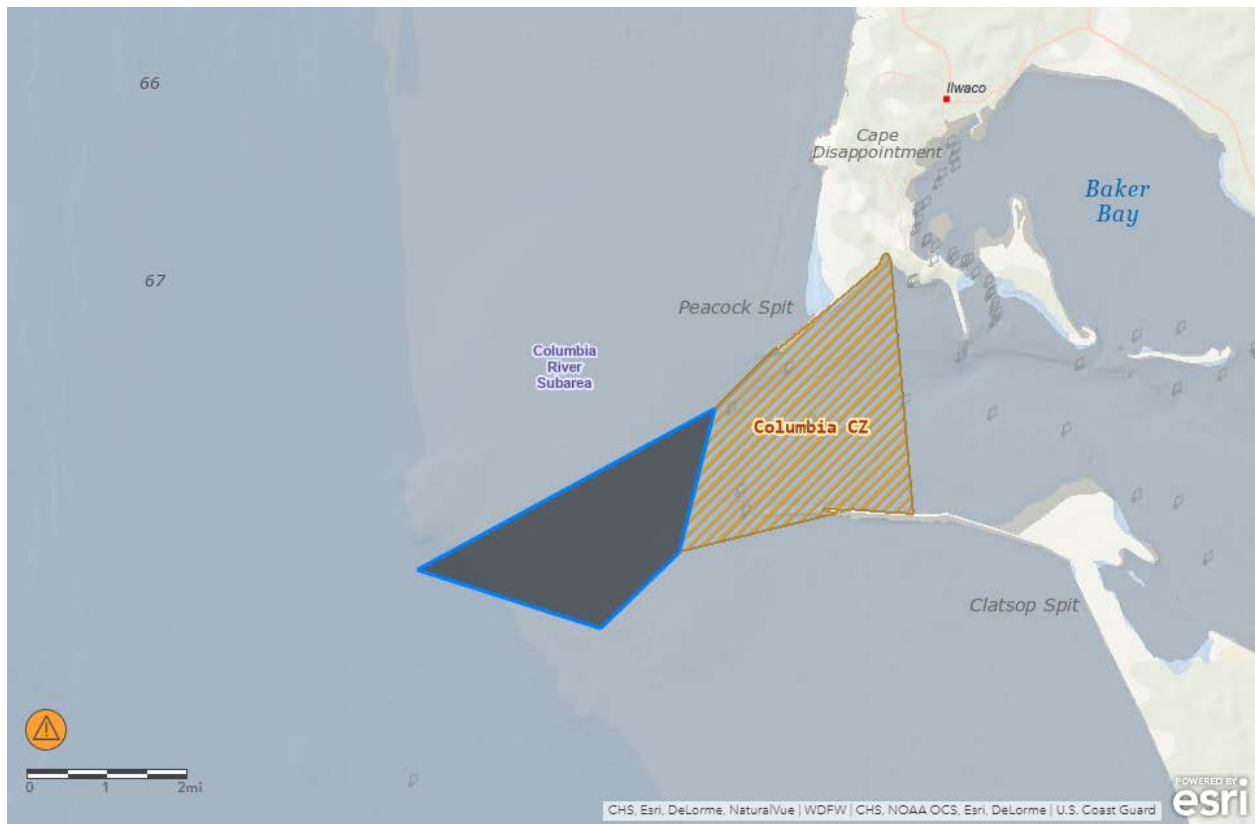 66
Ilwaco
Cape
Disappointment
Baker
Bay
67
Peacock Spit
Columbia
River
Subarea
Columbia CZ
Clatsop Spit
0 1 2mi
CHS, Esri, DeLorme, NaturalVue | WDFW | CHS, NOAA OCS, Esri, DeLorme | U.S. Coast Guard
POWERED BY
esri